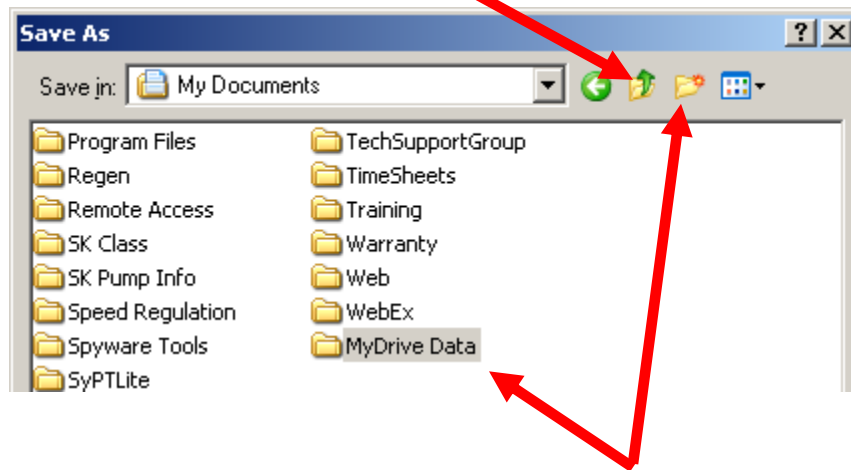 Save As
Save in: My Documents
Program Files
Regen
Remote Access
SK Class
SK Pump Info
Speed Regulation
Spyware Tools
SyPTLite
TechSupportGroup
TimeSheets
Training
Warranty
Web
WebEx
MyDrive Data